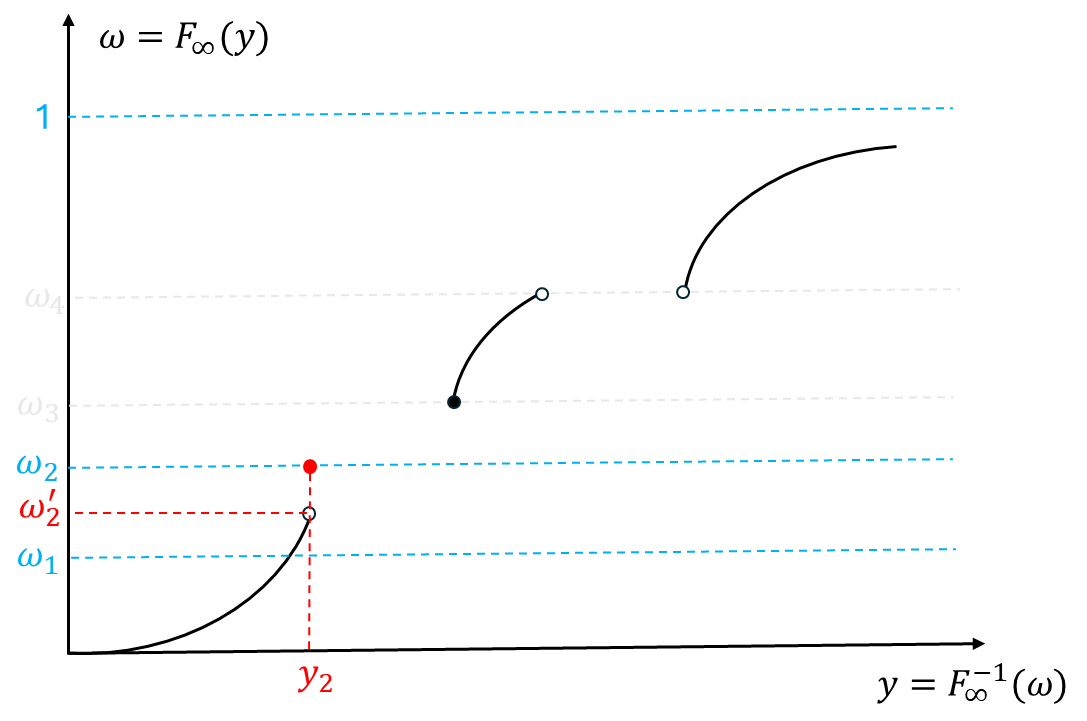 ω = F∞(y)
1
ω₄
ω₃
ω₂
ω₂′
ω₁
y₂
y = F∞⁻¹(ω)